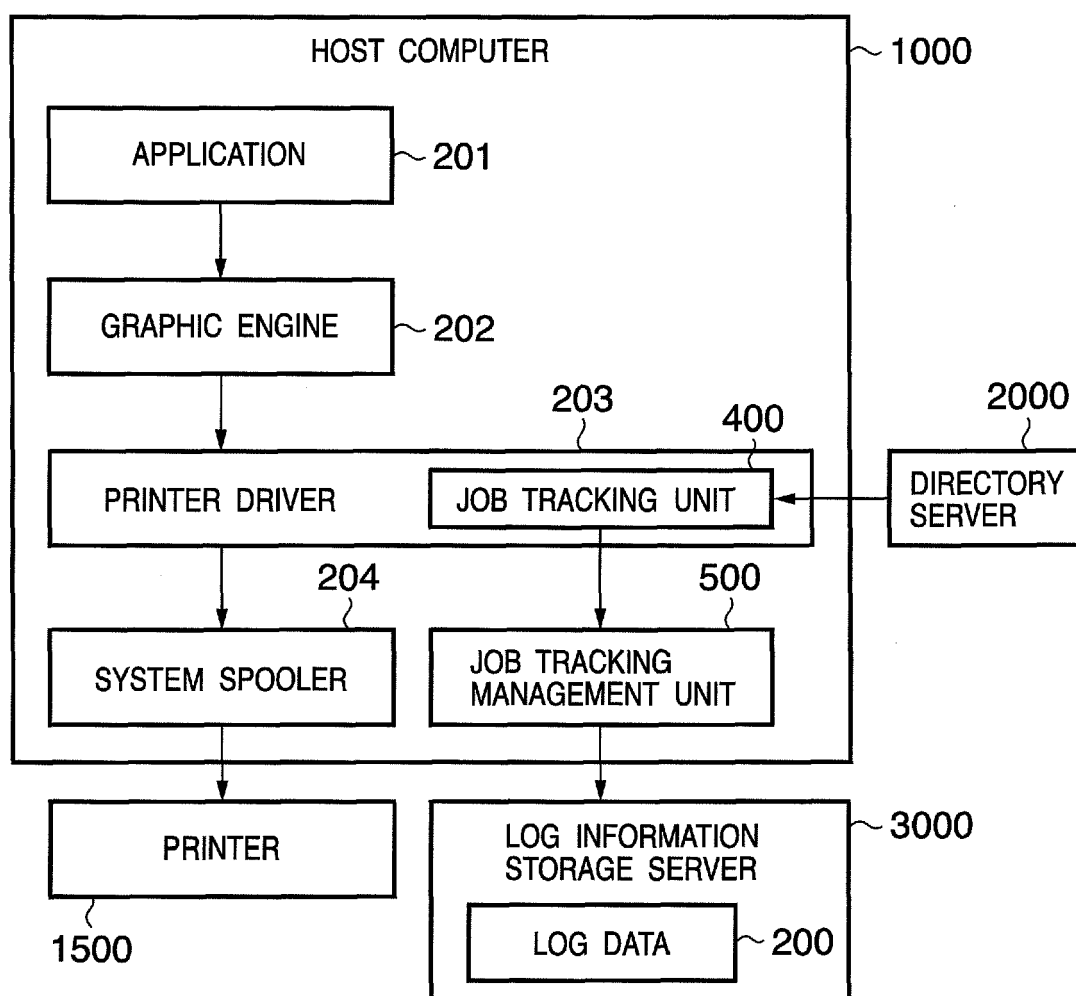 HOST COMPUTER
1000
APPLICATION
201
GRAPHIC ENGINE
202
203
400
2000
PRINTER DRIVER
JOB TRACKING UNIT
DIRECTORY
SERVER
204
500
SYSTEM SPOOLER
JOB TRACKING
MANAGEMENT UNIT
PRINTER
1500
LOG INFORMATION
STORAGE SERVER
3000
LOG DATA
200